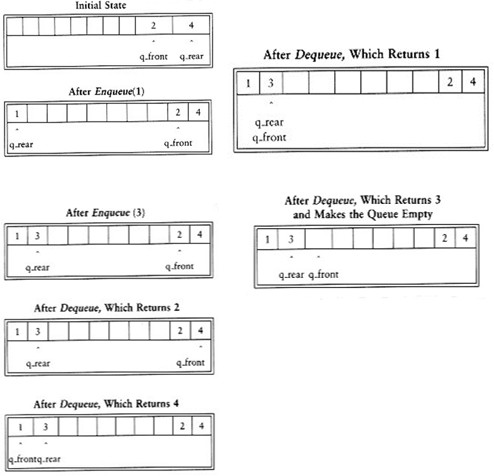 Initial State
2 4
q_front q_rear
After Enqueue(1)
1 2 4
q_rear q_front
After Enqueue (3)
1 3 2 4
q_rear q_front
After Dequeue, Which Returns 2
1 3 2 4
q_rear q_front
After Dequeue, Which Returns 4
1 3 2 4
q_frontq_rear
After Dequeue, Which Returns 1
1 3 2 4
q_rear
q_front
After Dequeue, Which Returns 3
and Makes the Queue Empty
1 3 2 4
q_rear q_front